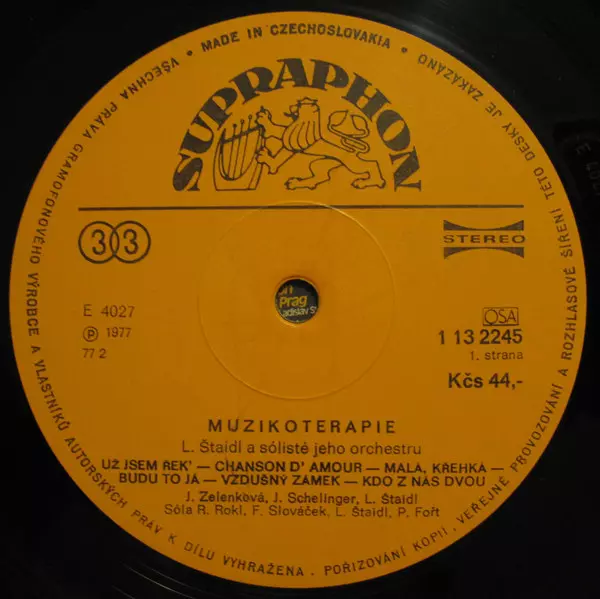 VŠECHNA PRÁVA GRAMOFONOVÉHO VÝROBCE A VLASTNÍKŮ AUTORSKÝCH PRÁV K DÍLU VYHRAŽENA. POŘIZOVÁNÍ KOPIÍ, VEŘEJNÉ PROVOZOVÁNÍ A ROZHLASOVÉ ŠÍŘENÍ TÉTO DESKY JE ZAKÁZÁNO
• MADE IN CZECHOSLOVAKIA •
SUPRAPHON
33
STEREO
Prag
E 4027
℗ 1977
77 2
OSA
1 13 2245
1. strana
Kčs 44,-
MUZIKOTERAPIE
L. Štaidl a sólisté jeho orchestru
UŽ JSEM ŘEK' — CHANSON D' AMOUR — MALÁ, KŘEHKÁ —
BUDU TO JÁ — VZDUŠNÝ ZÁMEK — KDO Z NÁS DVOU
J. Zelenková, J. Schelinger, L. Štaidl
Sóla R. Rokl, F. Slováček, L. Štaidl, P. Fořt